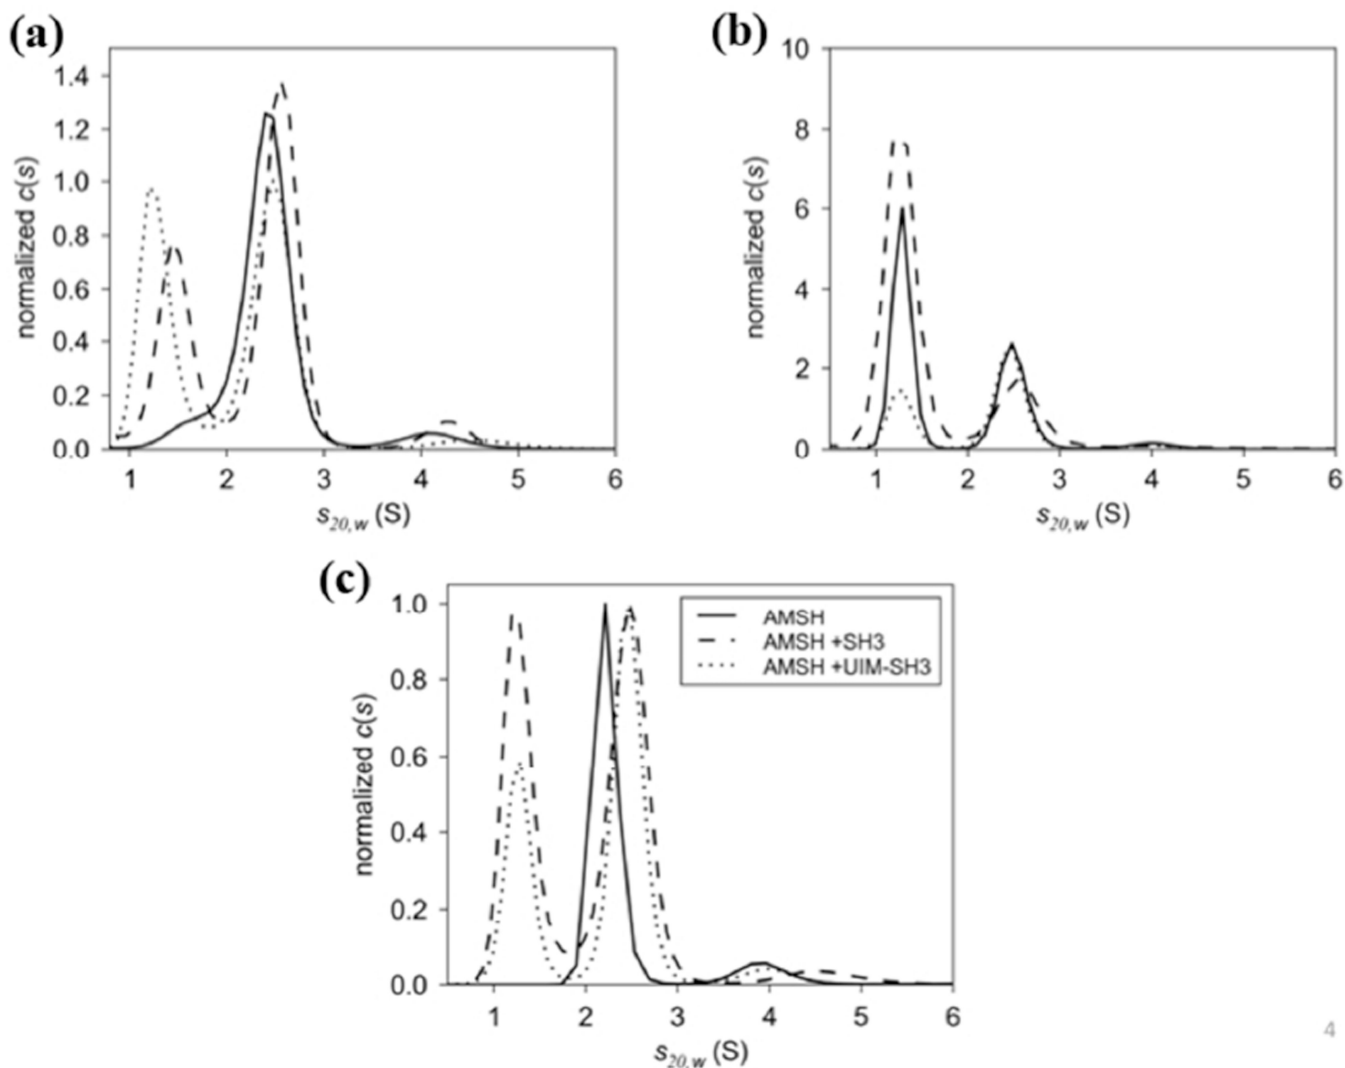 (a)
normalized c(s)
1.4
1.2
1.0
0.8
0.6
0.4
0.2
0.0
1 2 3 4 5 6
s20,w (S)
(b)
normalized c(s)
10
8
6
4
2
0
1 2 3 4 5 6
s20,w (S)
(c)
normalized c(s)
1.0
0.8
0.6
0.4
0.2
0.0
AMSH
AMSH +SH3
AMSH +UIM-SH3
1 2 3 4 5 6
s20,w (S)
4